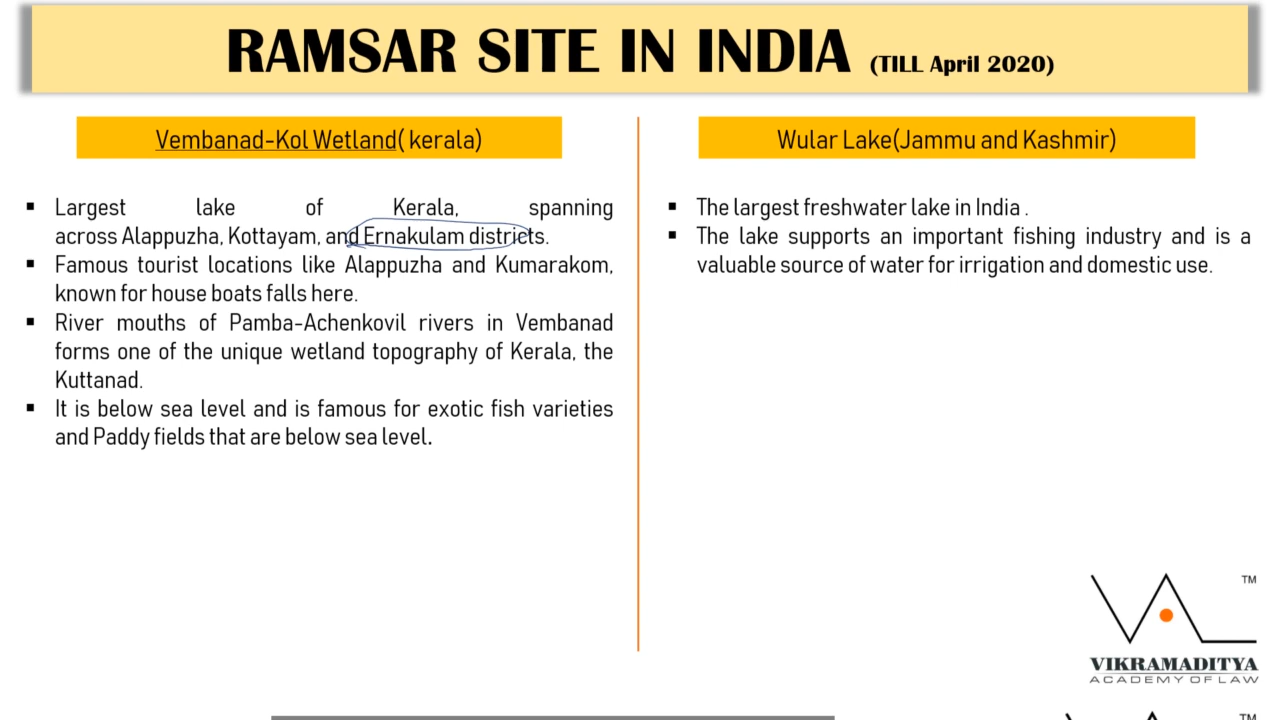 RAMSAR SITE IN INDIA (TILL April 2020)
Vembanad-Kol Wetland( kerala)
▪ Largest lake of Kerala, spanning
across Alappuzha, Kottayam, and Ernakulam districts.
▪ Famous tourist locations like Alappuzha and Kumarakom,
known for house boats falls here.
▪ River mouths of Pamba-Achenkovil rivers in Vembanad
forms one of the unique wetland topography of Kerala, the
Kuttanad.
▪ It is below sea level and is famous for exotic fish varieties
and Paddy fields that are below sea level.
Wular Lake(Jammu and Kashmir)
▪ The largest freshwater lake in India .
▪ The lake supports an important fishing industry and is a
valuable source of water for irrigation and domestic use.
TM
VIKRAMADITYA
ACADEMY OF LAW
TM